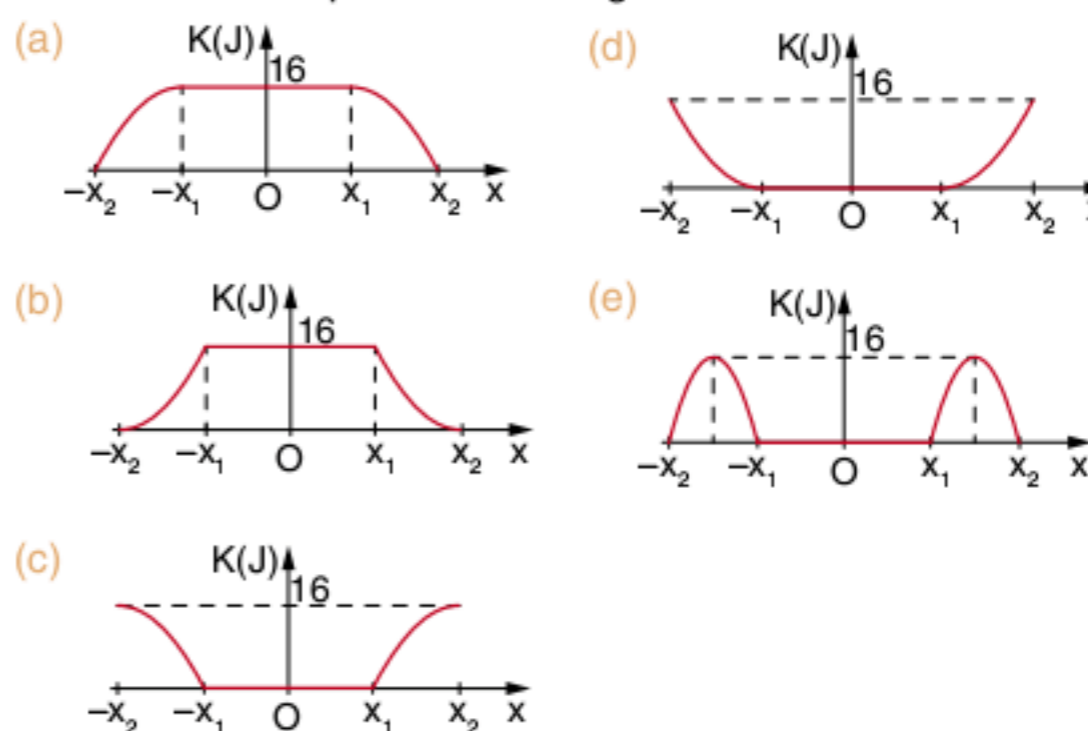 (a)
K(J)
16
–x₂ –x₁ O x₁ x₂ x
(b)
K(J)
16
–x₂ –x₁ O x₁ x₂ x
(c)
K(J)
16
–x₂ –x₁ O x₁ x₂ x
(d)
K(J)
16
–x₂ –x₁ O x₁ x₂
(e)
K(J)
16
–x₂ –x₁ O x₁ x₂ x